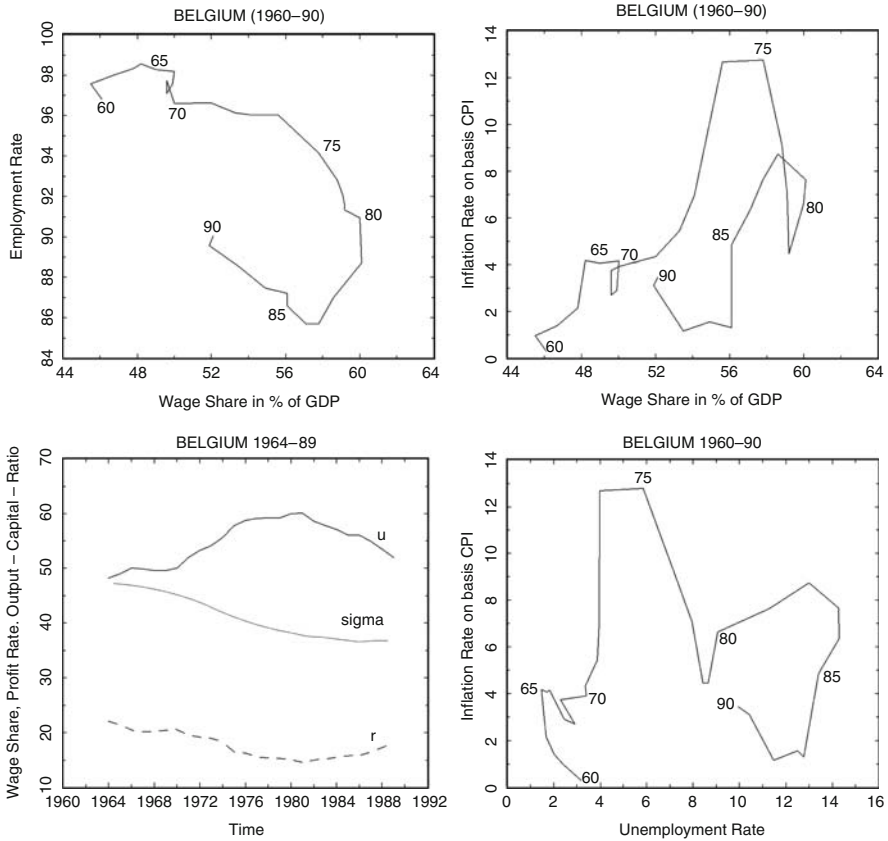 BELGIUM (1960–90)
Employment Rate
100
98
96
94
92
90
88
86
84
65
60
70
75
80
90
85
44 48 52 56 60 64
Wage Share in % of GDP
BELGIUM (1960–90)
Inflation Rate on basis CPI
14
12
10
8
6
4
2
0
75
65
70
85
80
90
60
44 48 52 56 60 64
Wage Share in % of GDP
BELGIUM 1964–89
Wage Share, Profit Rate. Output – Capital – Ratio
70
60
50
40
30
20
10
u
sigma
r
1960 1964 1968 1972 1976 1980 1984 1988 1992
Time
BELGIUM 1960–90
Inflation Rate on basis CPI
14
12
10
8
6
4
2
0
75
65
70
80
85
90
60
0 2 4 6 8 10 12 14 16
Unemployment Rate